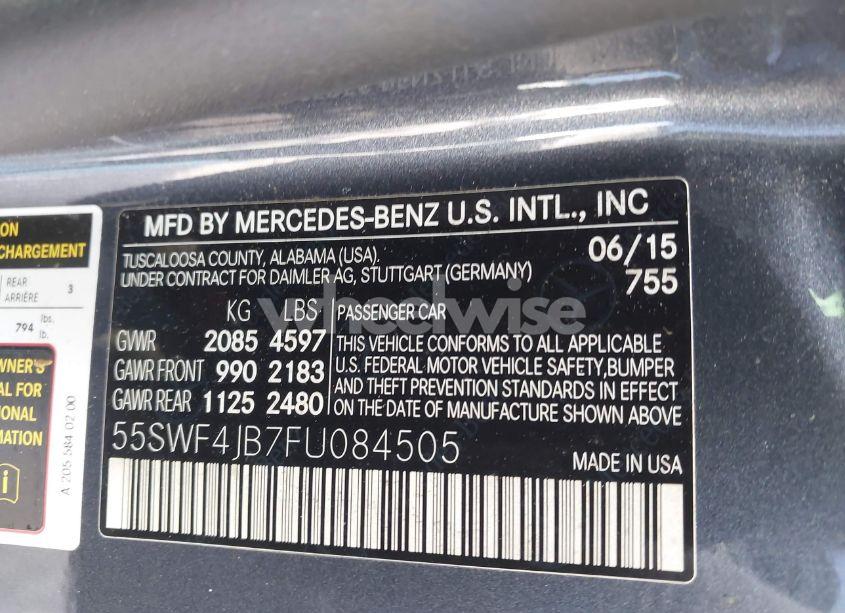 ON
CHARGEMENT
REAR
ARRIÈRE
3
794 lbs.
lb.
WNER'S
AL FOR
IONAL
RMATION
i
A 205 584 02 00
MFD BY MERCEDES-BENZ U.S. INTL., INC
TUSCALOOSA COUNTY, ALABAMA (USA). 06/15
UNDER CONTRACT FOR DAIMLER AG, STUTTGART (GERMANY) 755
KG LBS
GVWR 2085 4597
GAWR FRONT 990 2183
GAWR REAR 1125 2480
PASSENGER CAR
THIS VEHICLE CONFORMS TO ALL APPLICABLE
U.S. FEDERAL MOTOR VEHICLE SAFETY,BUMPER
AND THEFT PREVENTION STANDARDS IN EFFECT
ON THE DATE OF MANUFACTURE SHOWN ABOVE
55SWF4JB7FU084505
MADE IN USA
wheelwise